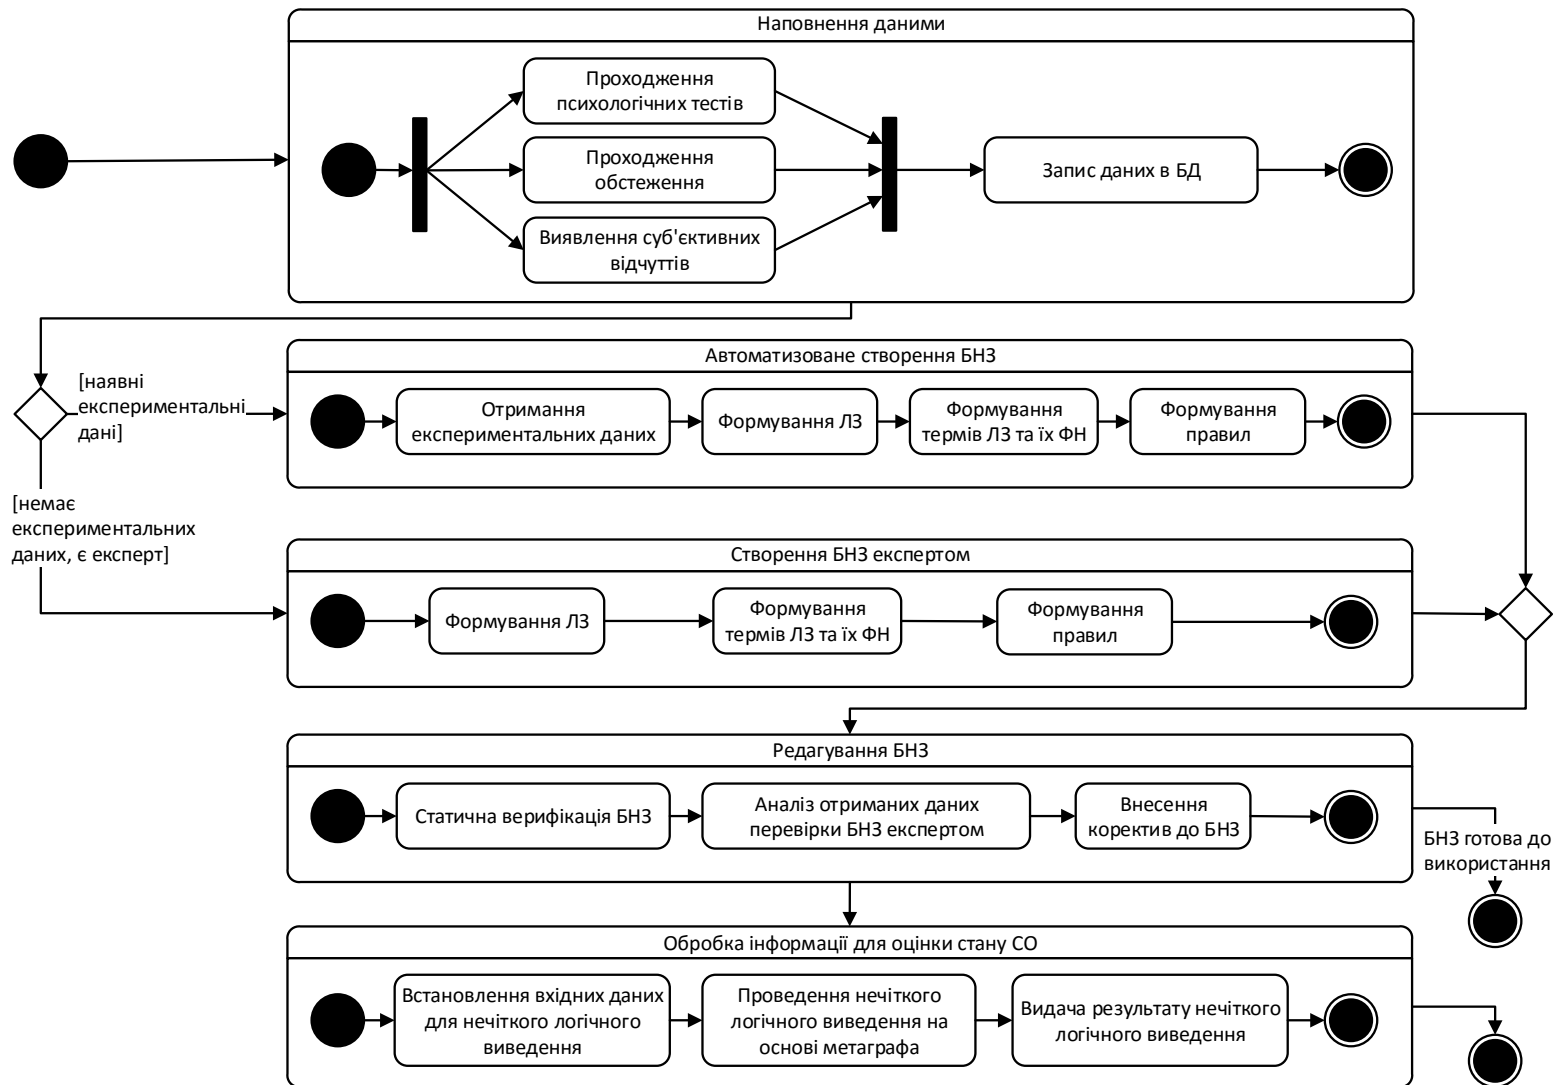 Наповнення даними
Проходження
психологічних тестів
Проходження
обстеження
Виявлення суб'єктивних
відчуттів
Запис даних в БД
[наявні
експериментальні
дані]
Автоматизоване створення БНЗ
Отримання
експериментальних даних
Формування ЛЗ
Формування
термів ЛЗ та їх ФН
Формування
правил
[немає
експериментальних
даних, є експерт]
Створення БНЗ експертом
Формування ЛЗ
Формування
термів ЛЗ та їх ФН
Формування
правил
Редагування БНЗ
Статична верифікація БНЗ
Аналіз отриманих даних
перевірки БНЗ експертом
Внесення
коректив до БНЗ
БНЗ готова до
використання
Обробка інформації для оцінки стану СО
Встановлення вхідних даних
для нечіткого логічного
виведення
Проведення нечіткого
логічного виведення на
основі метаграфа
Видача результату нечіткого
логічного виведення